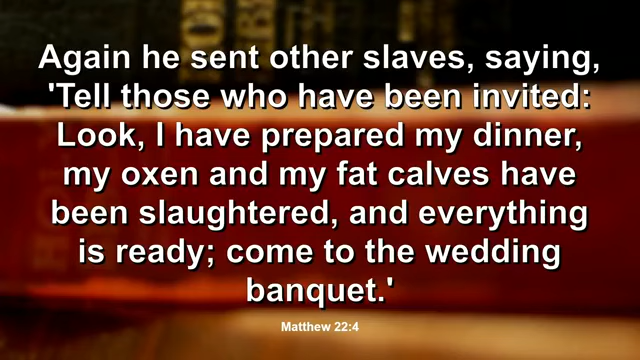 Again he sent other slaves, saying,
'Tell those who have been invited:
Look, I have prepared my dinner,
my oxen and my fat calves have
been slaughtered, and everything
is ready; come to the wedding
banquet.'
Matthew 22:4